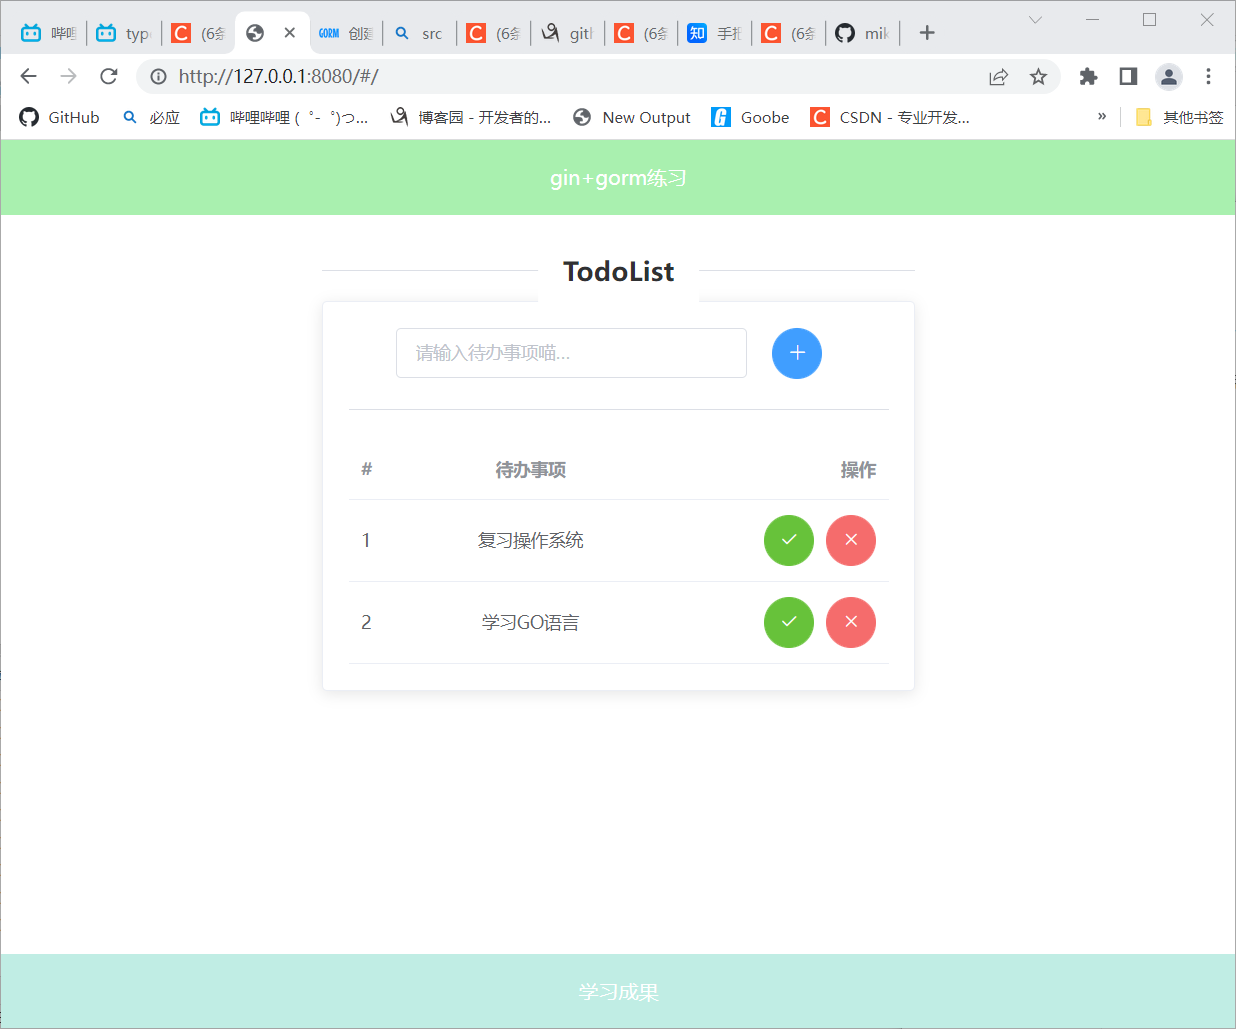 哔哩
typ
(6条
GORM 创建
src
(6条
gith
(6条
知 手把
(6条
mik
http://127.0.0.1:8080/#/
GitHub
必应
哔哩哔哩 (゜-゜)つ...
博客园 - 开发者的...
New Output
Goobe
CSDN - 专业开发...
»
其他书签
gin+gorm练习
TodoList
请输入待办事项喵...
# 待办事项 操作
1 复习操作系统
2 学习GO语言
学习成果